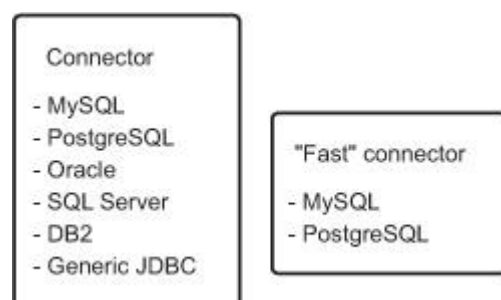 Connector
- MySQL
- PostgreSQL
- Oracle
- SQL Server
- DB2
- Generic JDBC
"Fast" connector
- MySQL
- PostgreSQL